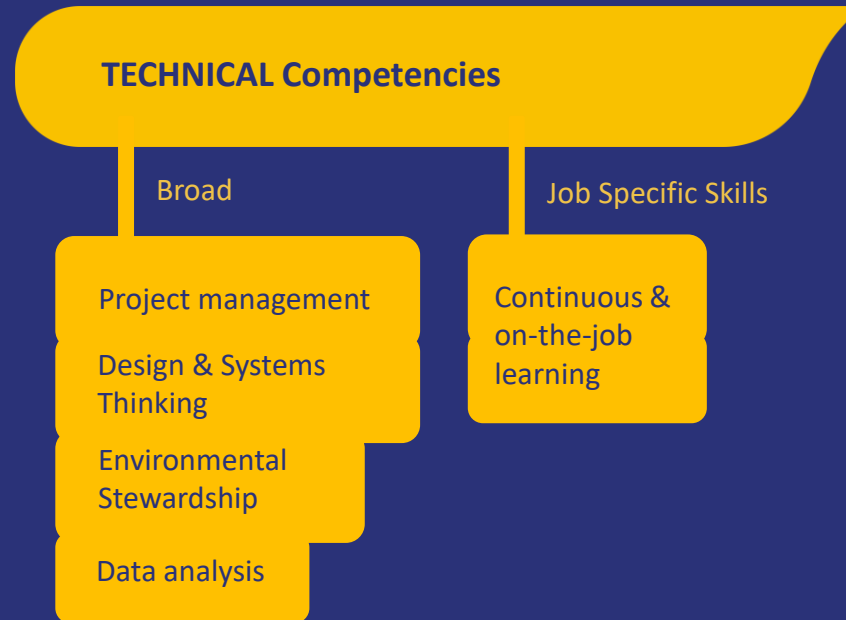 TECHNICAL Competencies
Broad
Project management
Design & Systems
Thinking
Environmental
Stewardship
Data analysis
Job Specific Skills
Continuous &
on-the-job
learning